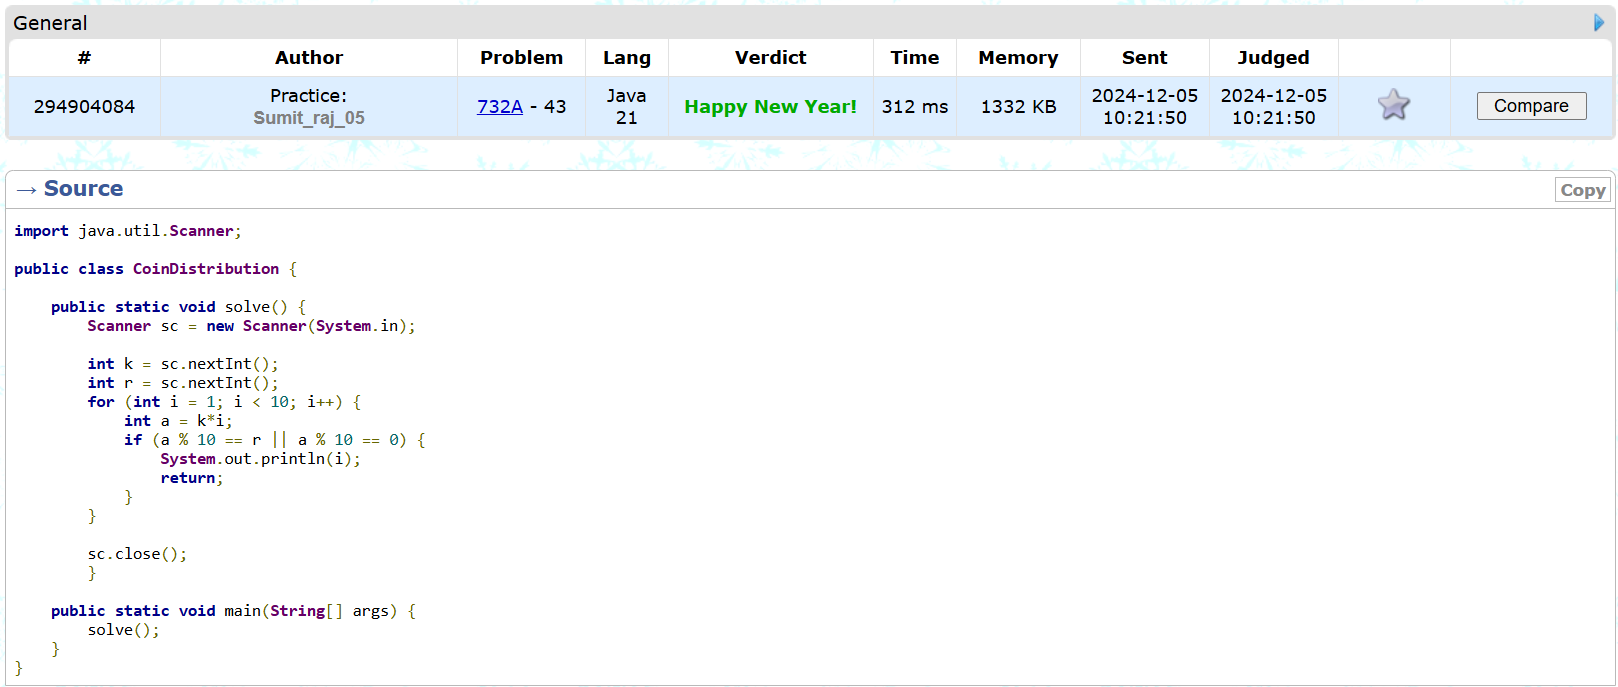 General
# Author Problem Lang Verdict Time Memory Sent Judged
294904084 Practice: Sumit_raj_05 732A - 43 Java 21 Happy New Year! 312 ms 1332 KB 2024-12-05 10:21:50 2024-12-05 10:21:50 Compare
→ Source Copy
import java.util.Scanner;
public class CoinDistribution {
    public static void solve() {
        Scanner sc = new Scanner(System.in);
        int k = sc.nextInt();
        int r = sc.nextInt();
        for (int i = 1; i < 10; i++) {
            int a = k*i;
            if (a % 10 == r || a % 10 == 0) {
                System.out.println(i);
                return;
            }
        }
        sc.close();
        }
    public static void main(String[] args) {
        solve();
    }
}